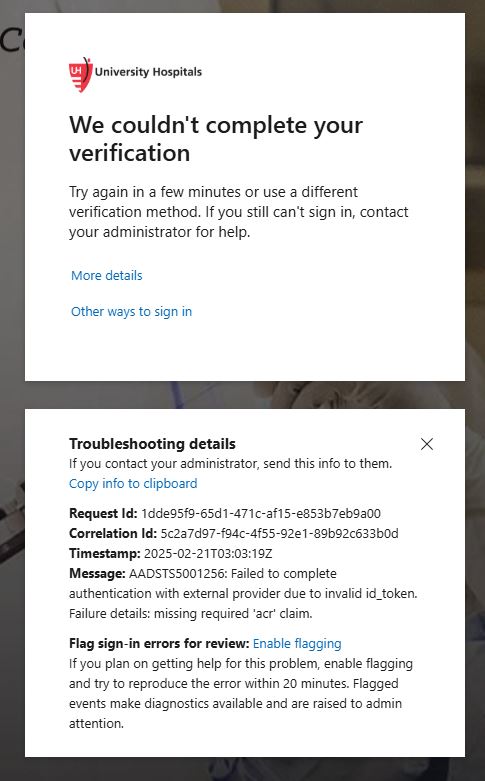 UH University Hospitals
We couldn't complete your
verification
Try again in a few minutes or use a different
verification method. If you still can't sign in, contact
your administrator for help.
More details
Other ways to sign in
Troubleshooting details
If you contact your administrator, send this info to them.
Copy info to clipboard
Request Id: 1dde95f9-65d1-471c-af15-e853b7eb9a00
Correlation Id: 5c2a7d97-f94c-4f55-92e1-89b92c633b0d
Timestamp: 2025-02-21T03:03:19Z
Message: AADSTS5001256: Failed to complete
authentication with external provider due to invalid id_token.
Failure details: missing required 'acr' claim.
Flag sign-in errors for review: Enable flagging
If you plan on getting help for this problem, enable flagging
and try to reproduce the error within 20 minutes. Flagged
events make diagnostics available and are raised to admin
attention.